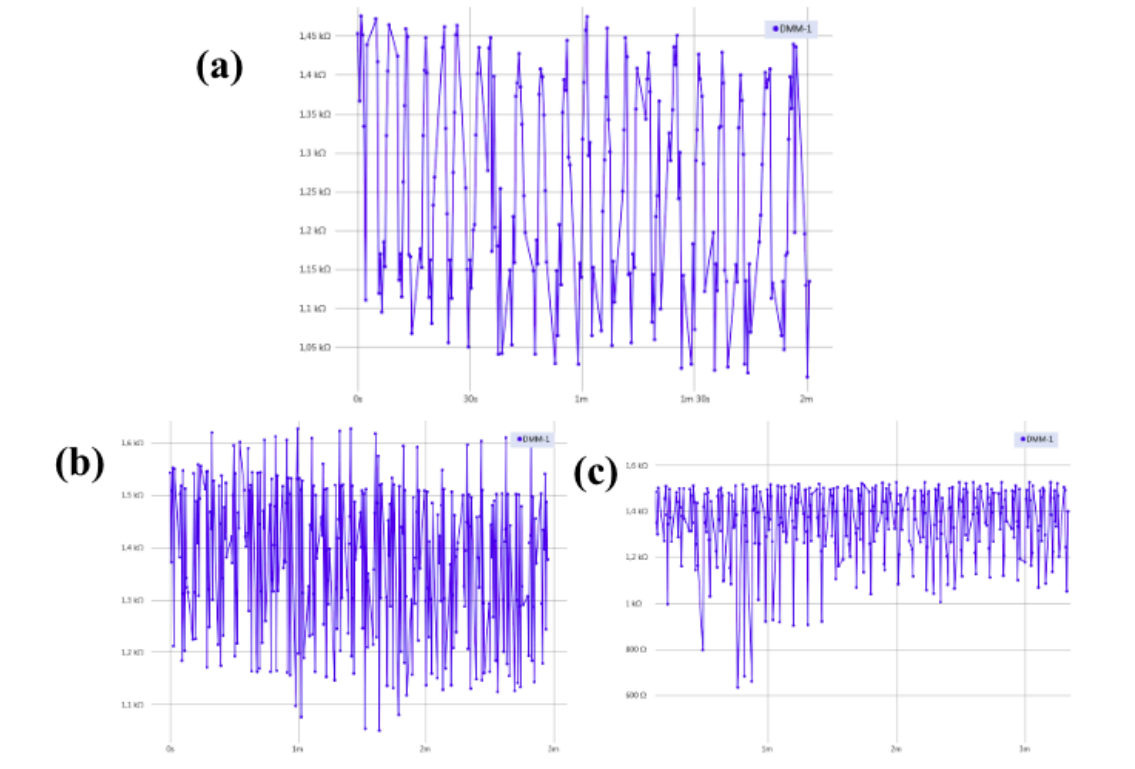 (a)
DMM-1
1,45 kΩ
1,4 kΩ
1,35 kΩ
1,3 kΩ
1,25 kΩ
1,2 kΩ
1,15 kΩ
1,1 kΩ
1,05 kΩ
0s 30s 1m 1m 30s 2m
(b)
DMM-1
1,6 kΩ
1,5 kΩ
1,4 kΩ
1,3 kΩ
1,2 kΩ
1,1 kΩ
0s 1m 2m 3m
(c)
DMM-1
1,6 kΩ
1,4 kΩ
1,2 kΩ
1 kΩ
800 Ω
600 Ω
1m 2m 3m